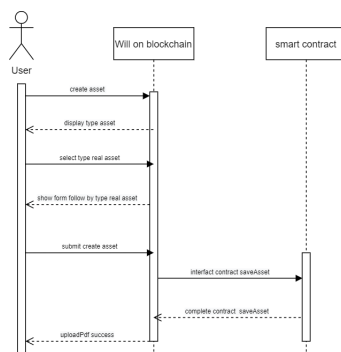 Will on blockchain
smart contract
User
create asset
display type asset
select type real asset
show form follow by type real asset
submit create asset
interfact contract saveAsset
complete contract saveAsset
uploadPdf success